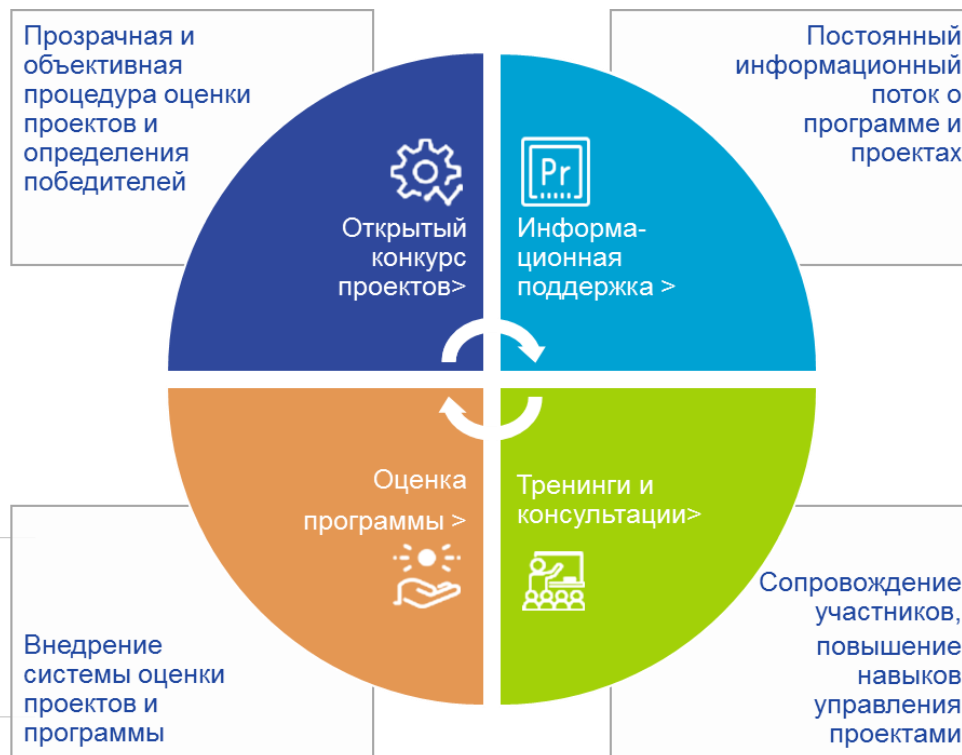 Прозрачная и
объективная
процедура оценки
проектов и
определения
победителей
Постоянный
информационный
поток о
программе и
проектах
Открытый
конкурс
проектов>
Pr
Информа-
ционная
поддержка >
Оценка
программы >
Тренинги и
консультации>
Внедрение
системы оценки
проектов и
программы
Сопровождение
участников,
повышение
навыков
управления
проектами